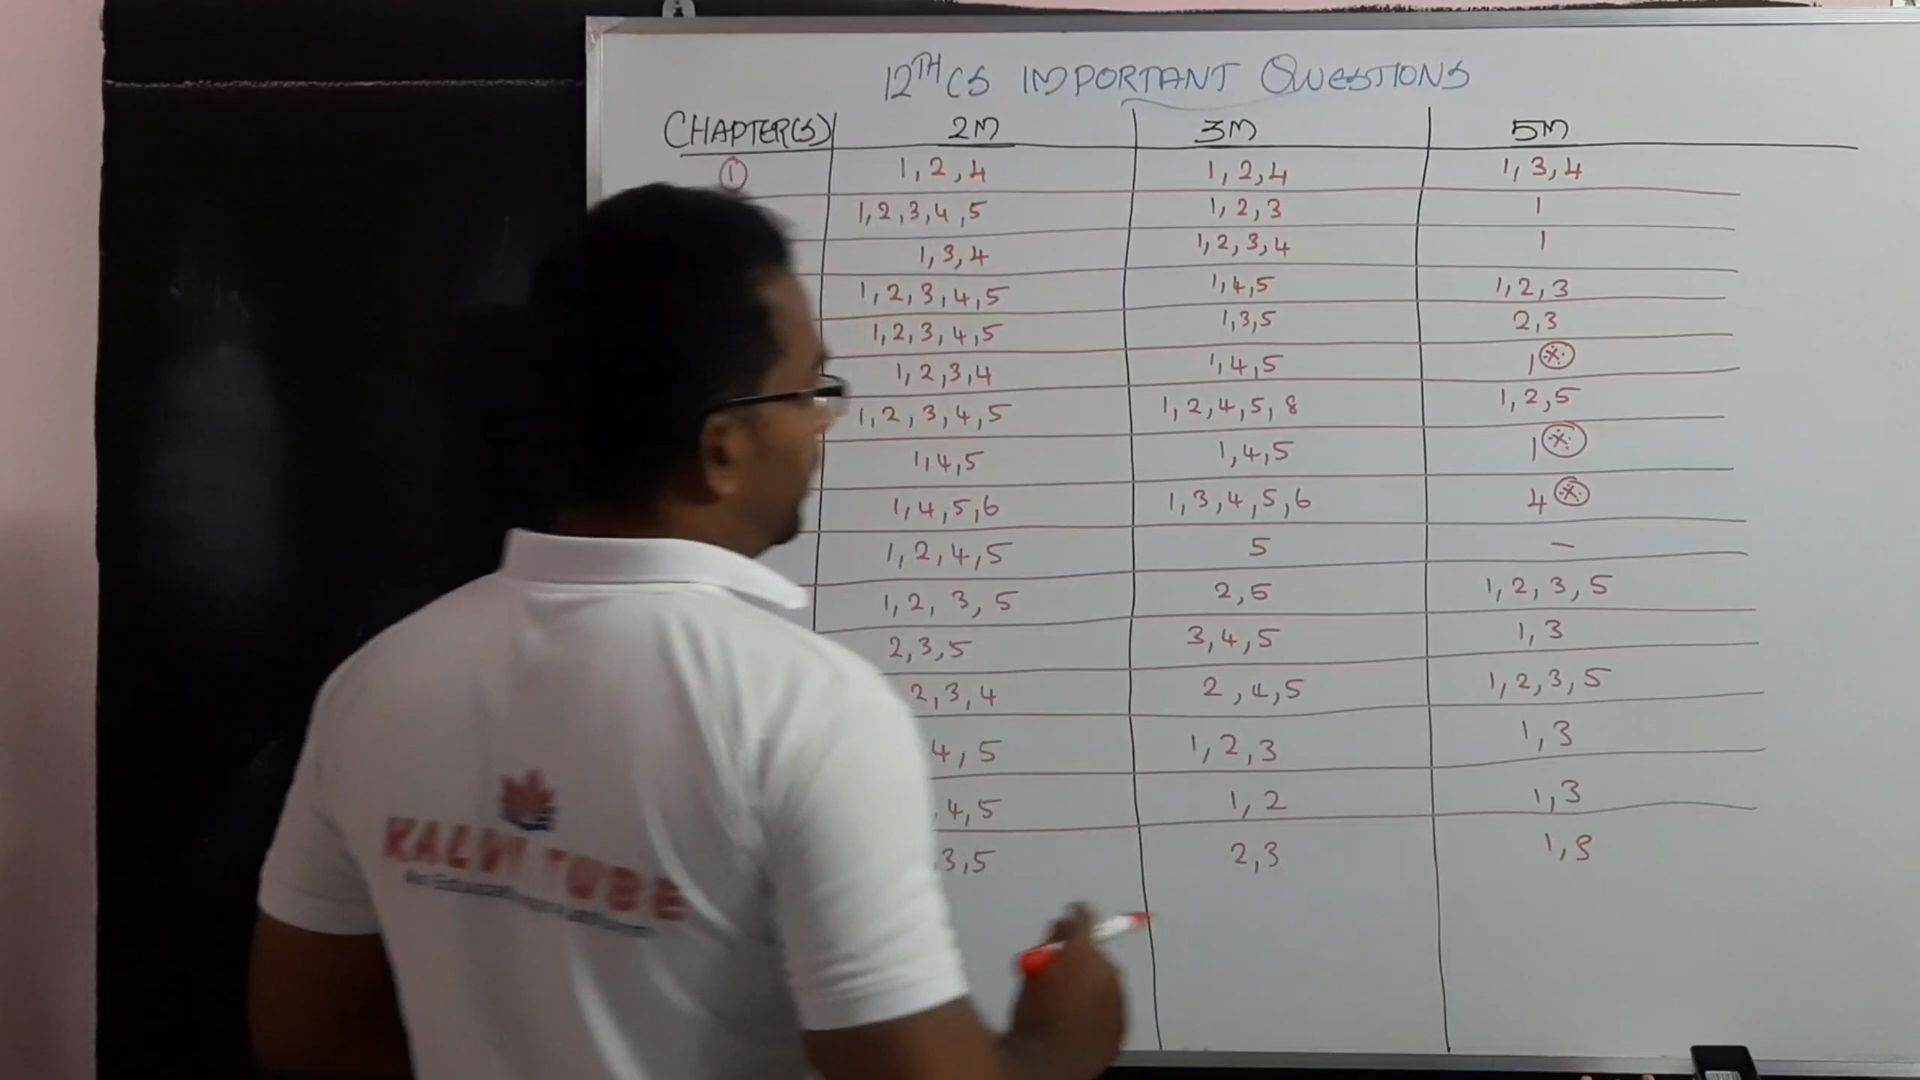 12TH CS IMPORTANT QUESTIONS
CHAPTER(S) 2M 3M 5M
① 1,2,4 1,2,4 1,3,4
1,2,3,4,5 1,2,3 1
1,3,4 1,2,3,4 1
1,2,3,4,5 1,4,5 1,2,3
1,2,3,4,5 1,3,5 2,3
1,2,3,4 1,4,5 1
1,2,3,4,5 1,2,4,5,8 1,2,5
1,4,5 1,4,5 1
1,4,5,6 1,3,4,5,6 4
1,2,4,5 5 –
1,2,3,5 2,5 1,2,3,5
2,3,5 3,4,5 1,3
2,3,4 2,4,5 1,2,3,5
4,5 1,2,3 1,3
,4,5 1,2 1,3
,3,5 2,3 1,3
KALVI TUBE